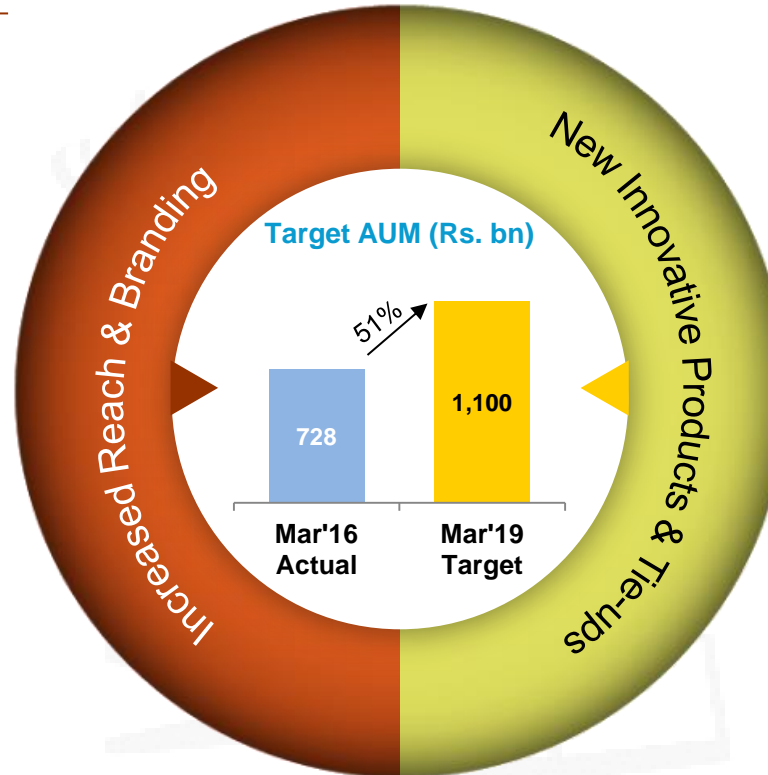 Increased Reach & Branding
New Innovative Products & Tie-ups
Target AUM (Rs. bn)
51%
728
1,100
Mar'16
Actual
Mar'19
Target